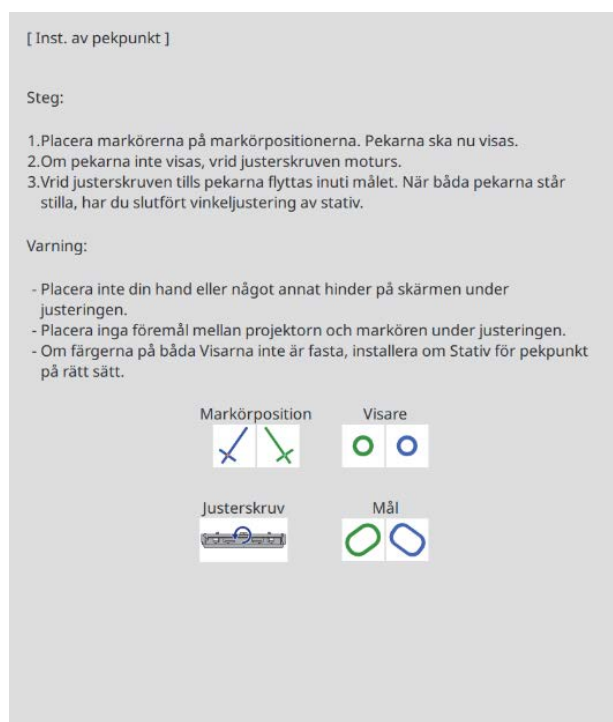 [ Inst. av pekpunkt ]
Steg:
1.Placera markörerna på markörpositionerna. Pekarna ska nu visas.
2.Om pekarna inte visas, vrid justerskruven moturs.
3.Vrid justerskruven tills pekarna flyttas inuti målet. När båda pekarna står
stilla, har du slutfört vinkeljustering av stativ.
Varning:
- Placera inte din hand eller något annat hinder på skärmen under
justeringen.
- Placera inga föremål mellan projektorn och markören under justeringen.
- Om färgerna på båda Visarna inte är fasta, installera om Stativ för pekpunkt
på rätt sätt.
Markörposition Visare
Justerskruv Mål